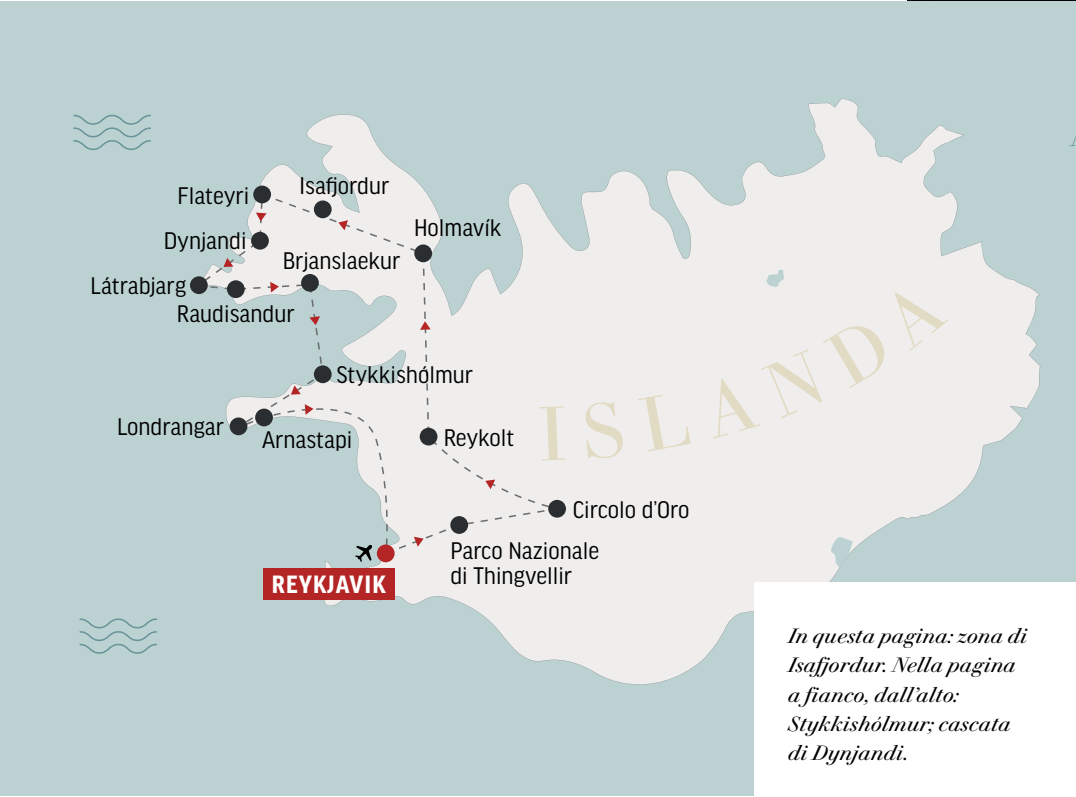 Flateyri
Isafjordur
Holmavík
Dynjandi
Brjanslaekur
Látrabjarg
Raudisandur
ISLANDA
Stykkishólmur
Londrangar
Arnastapi
Reykolt
Circolo d'Oro
Parco Nazionale
di Thingvellir
REYKJAVIK
In questa pagina: zona di
Isafjordur. Nella pagina
a fianco, dall'alto:
Stykkishólmur; cascata
di Dynjandi.